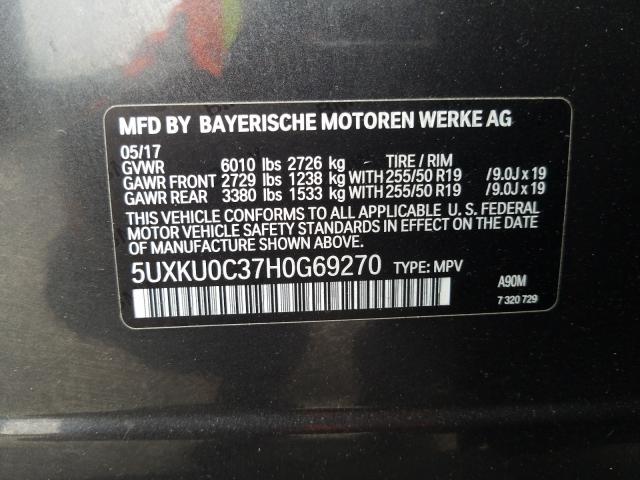 MFD BY BAYERISCHE MOTOREN WERKE AG
05/17
GVWR 6010 lbs 2726 kg TIRE / RIM
GAWR FRONT 2729 lbs 1238 kg WITH 255/50 R19 /9.0J x 19
GAWR REAR 3380 lbs 1533 kg WITH 255/50 R19 /9.0J x 19
THIS VEHICLE CONFORMS TO ALL APPLICABLE U. S. FEDERAL
MOTOR VEHICLE SAFETY STANDARDS IN EFFECT ON THE DATE
OF MANUFACTURE SHOWN ABOVE.
5UXKU0C37H0G69270 TYPE: MPV
A90M
7 320 729